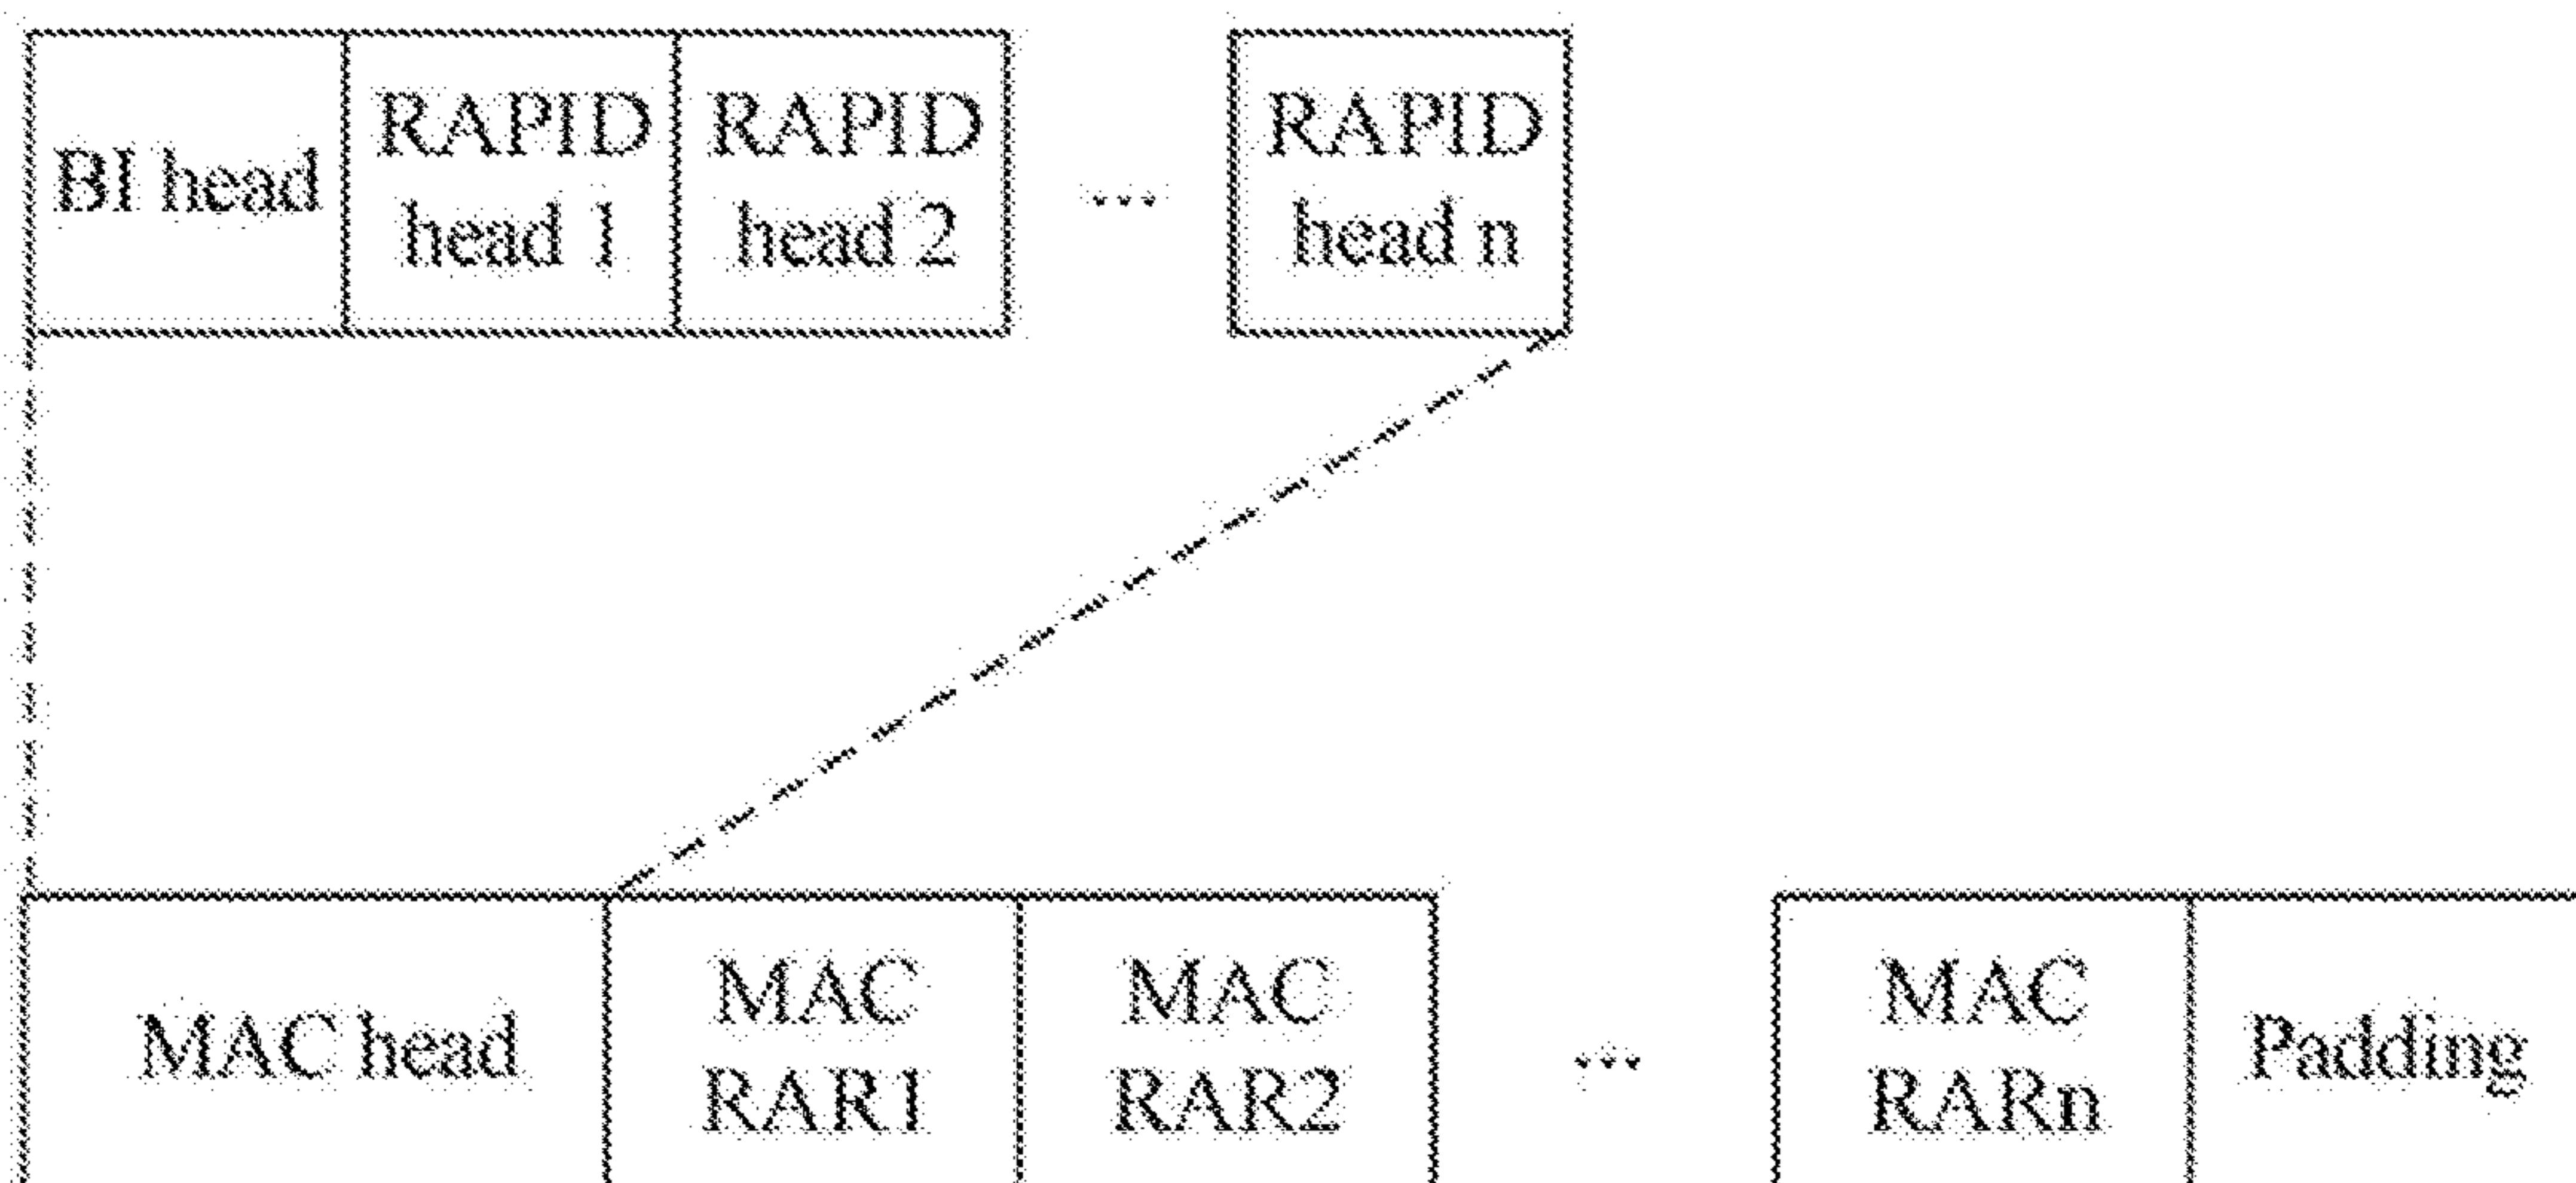 BI head
RAPID
head 1
RAPID
head 2
...
RAPID
head n
MAC head
MAC
RAR1
MAC
RAR2
...
MAC
RARn
Padding